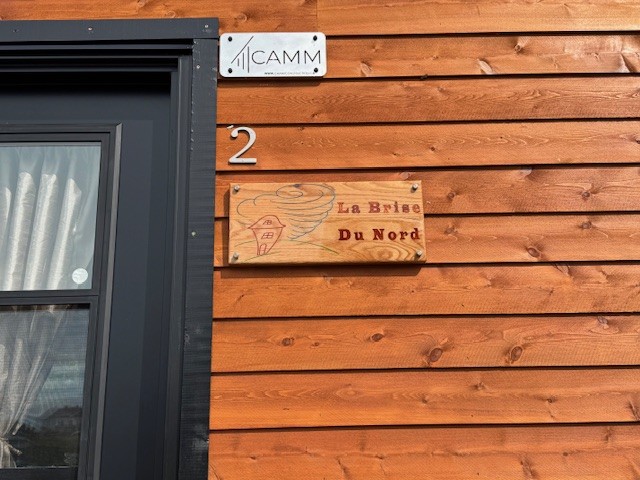 CAMM
2
La Brise
Du Nord